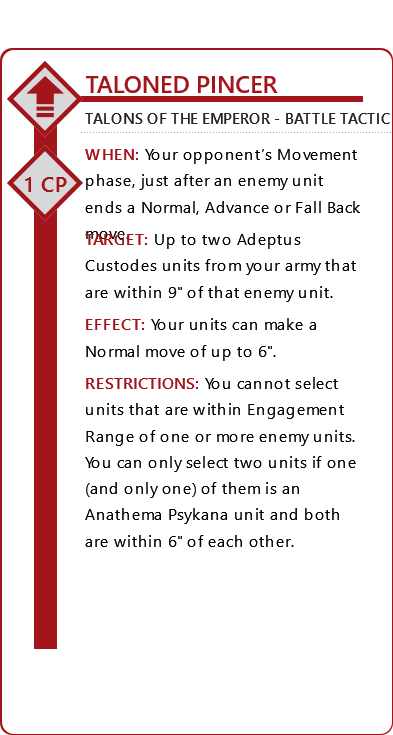 TALONED PINCER
TALONS OF THE EMPEROR - BATTLE TACTIC
1 CP
WHEN: Your opponent's Movement
phase, just after an enemy unit
ends a Normal, Advance or Fall Back
move.
TARGET: Up to two Adeptus
Custodes units from your army that
are within 9" of that enemy unit.
EFFECT: Your units can make a
Normal move of up to 6".
RESTRICTIONS: You cannot select
units that are within Engagement
Range of one or more enemy units.
You can only select two units if one
(and only one) of them is an
Anathema Psykana unit and both
are within 6" of each other.